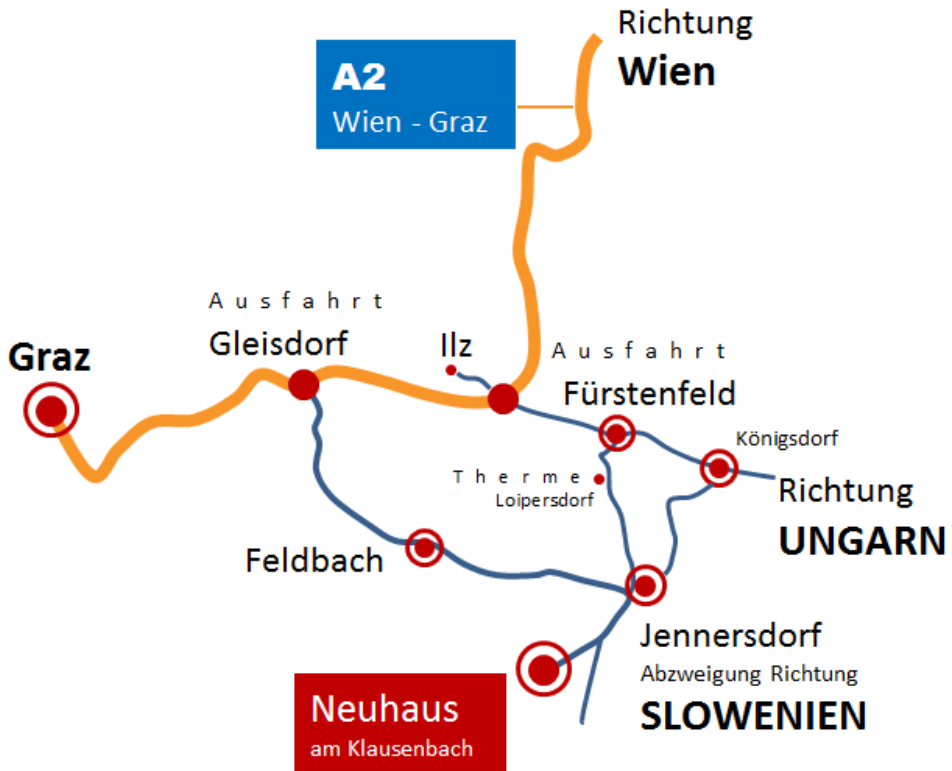 Richtung
Wien
A2
Wien - Graz
Ausfahrt
Gleisdorf
Graz
Ilz
Ausfahrt
Fürstenfeld
Königsdorf
Therme
Loipersdorf
Richtung
UNGARN
Feldbach
Jennersdorf
Abzweigung Richtung
SLOWENIEN
Neuhaus
am Klausenbach